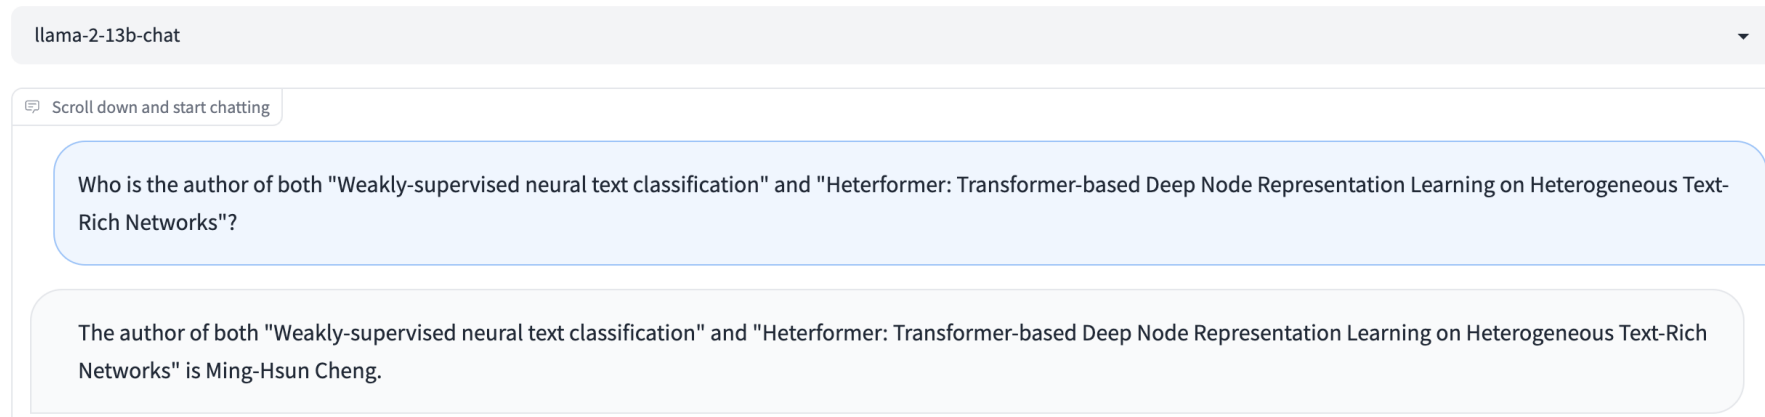 llama-2-13b-chat
Scroll down and start chatting
Who is the author of both "Weakly-supervised neural text classification" and "Heterformer: Transformer-based Deep Node Representation Learning on Heterogeneous Text-
Rich Networks"?
The author of both "Weakly-supervised neural text classification" and "Heterformer: Transformer-based Deep Node Representation Learning on Heterogeneous Text-Rich
Networks" is Ming-Hsun Cheng.